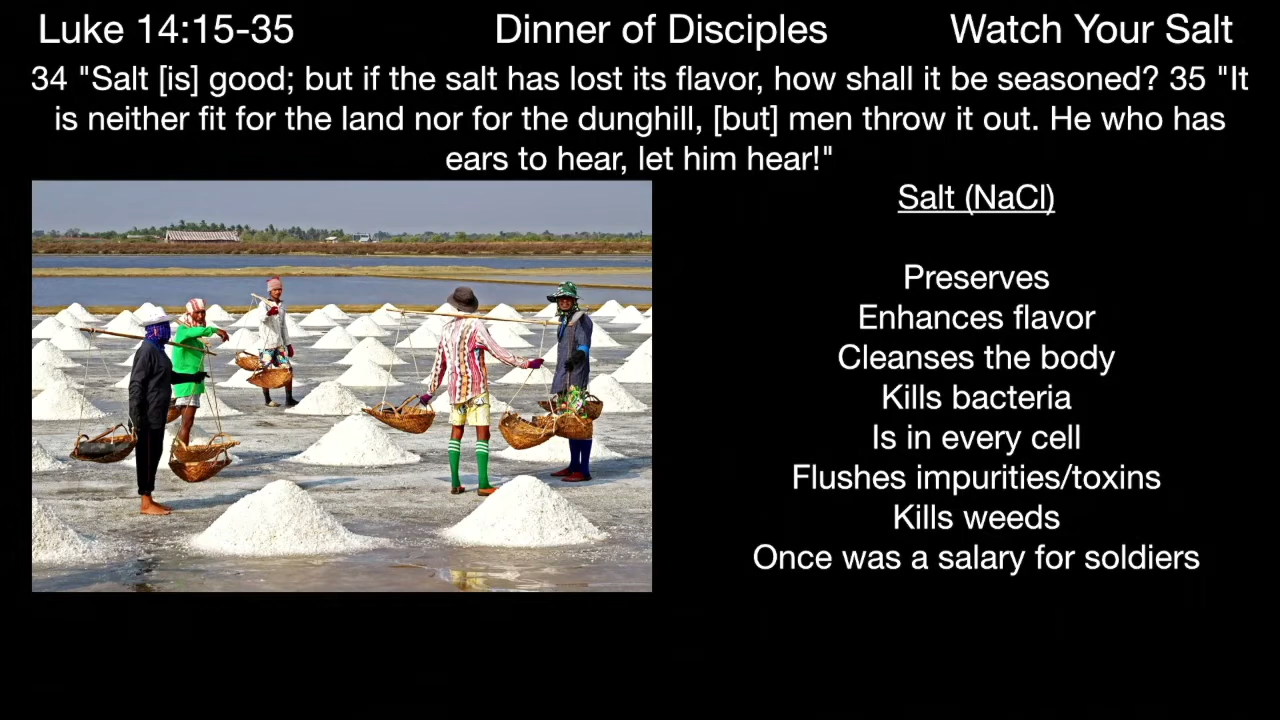 Luke 14:15-35 Dinner of Disciples Watch Your Salt
34 "Salt [is] good; but if the salt has lost its flavor, how shall it be seasoned? 35 "It
is neither fit for the land nor for the dunghill, [but] men throw it out. He who has
ears to hear, let him hear!"
Salt (NaCl)
Preserves
Enhances flavor
Cleanses the body
Kills bacteria
Is in every cell
Flushes impurities/toxins
Kills weeds
Once was a salary for soldiers